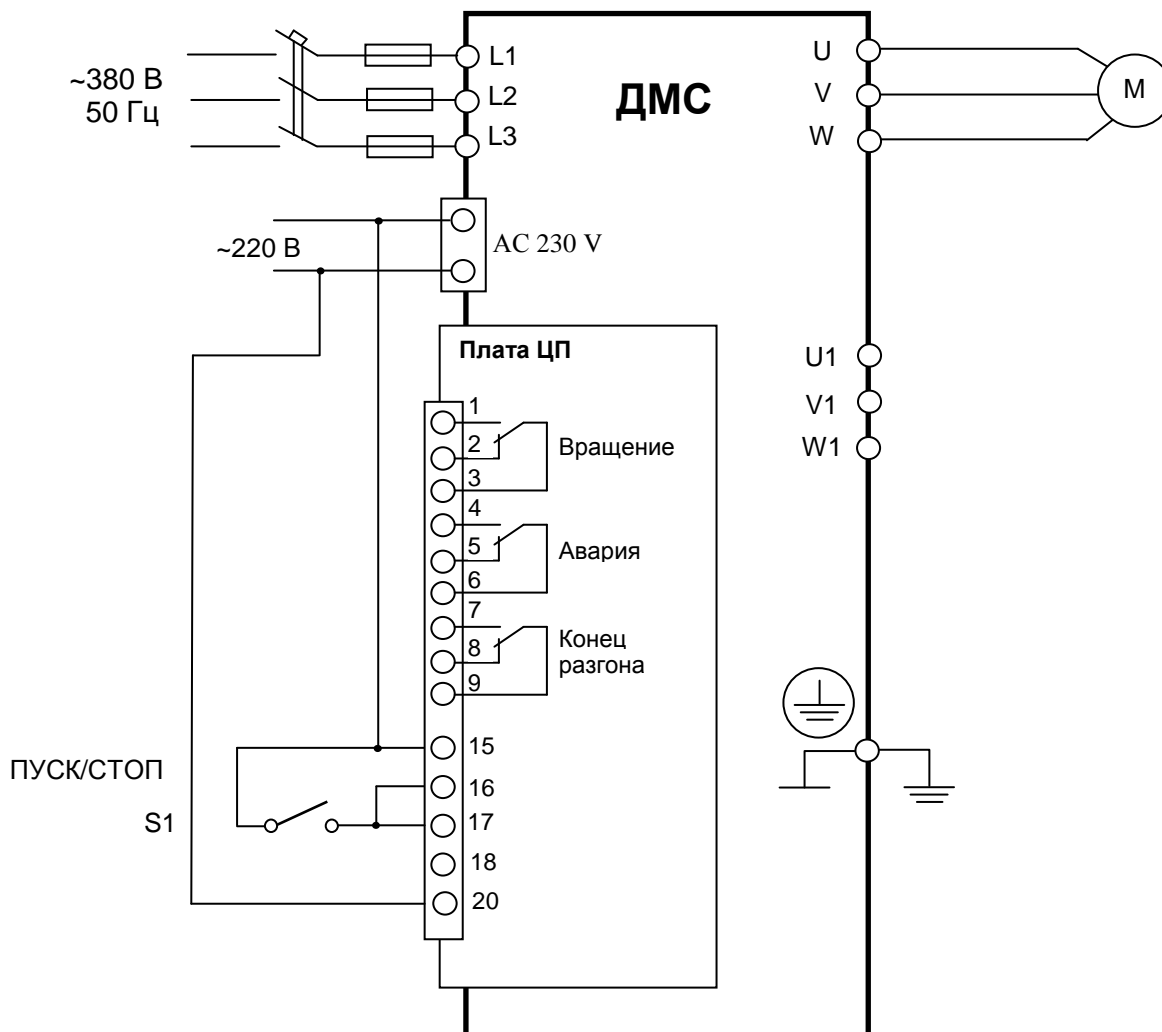 ~380 В
50 Гц
L1
L2
L3
ДМС
U
V
W
M
~220 В
AC 230 V
Плата ЦП
1
2
3
Вращение
4
5
6
Авария
7
8
9
Конец
разгона
U1
V1
W1
15
16
17
18
20
ПУСК/СТОП
S1